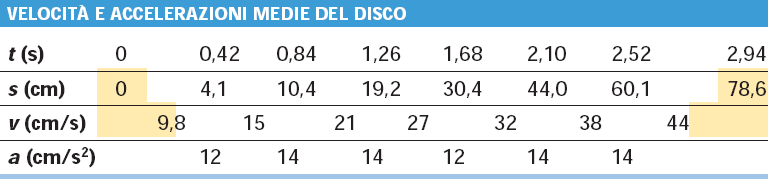 VELOCITÀ E ACCELERAZIONI MEDIE DEL DISCO
t (s) 0 0,42 0,84 1,26 1,68 2,10 2,52 2,94
s (cm) 0 4,1 10,4 19,2 30,4 44,0 60,1 78,6
v (cm/s) 9,8 15 21 27 32 38 44
a (cm/s²) 12 14 14 12 14 14